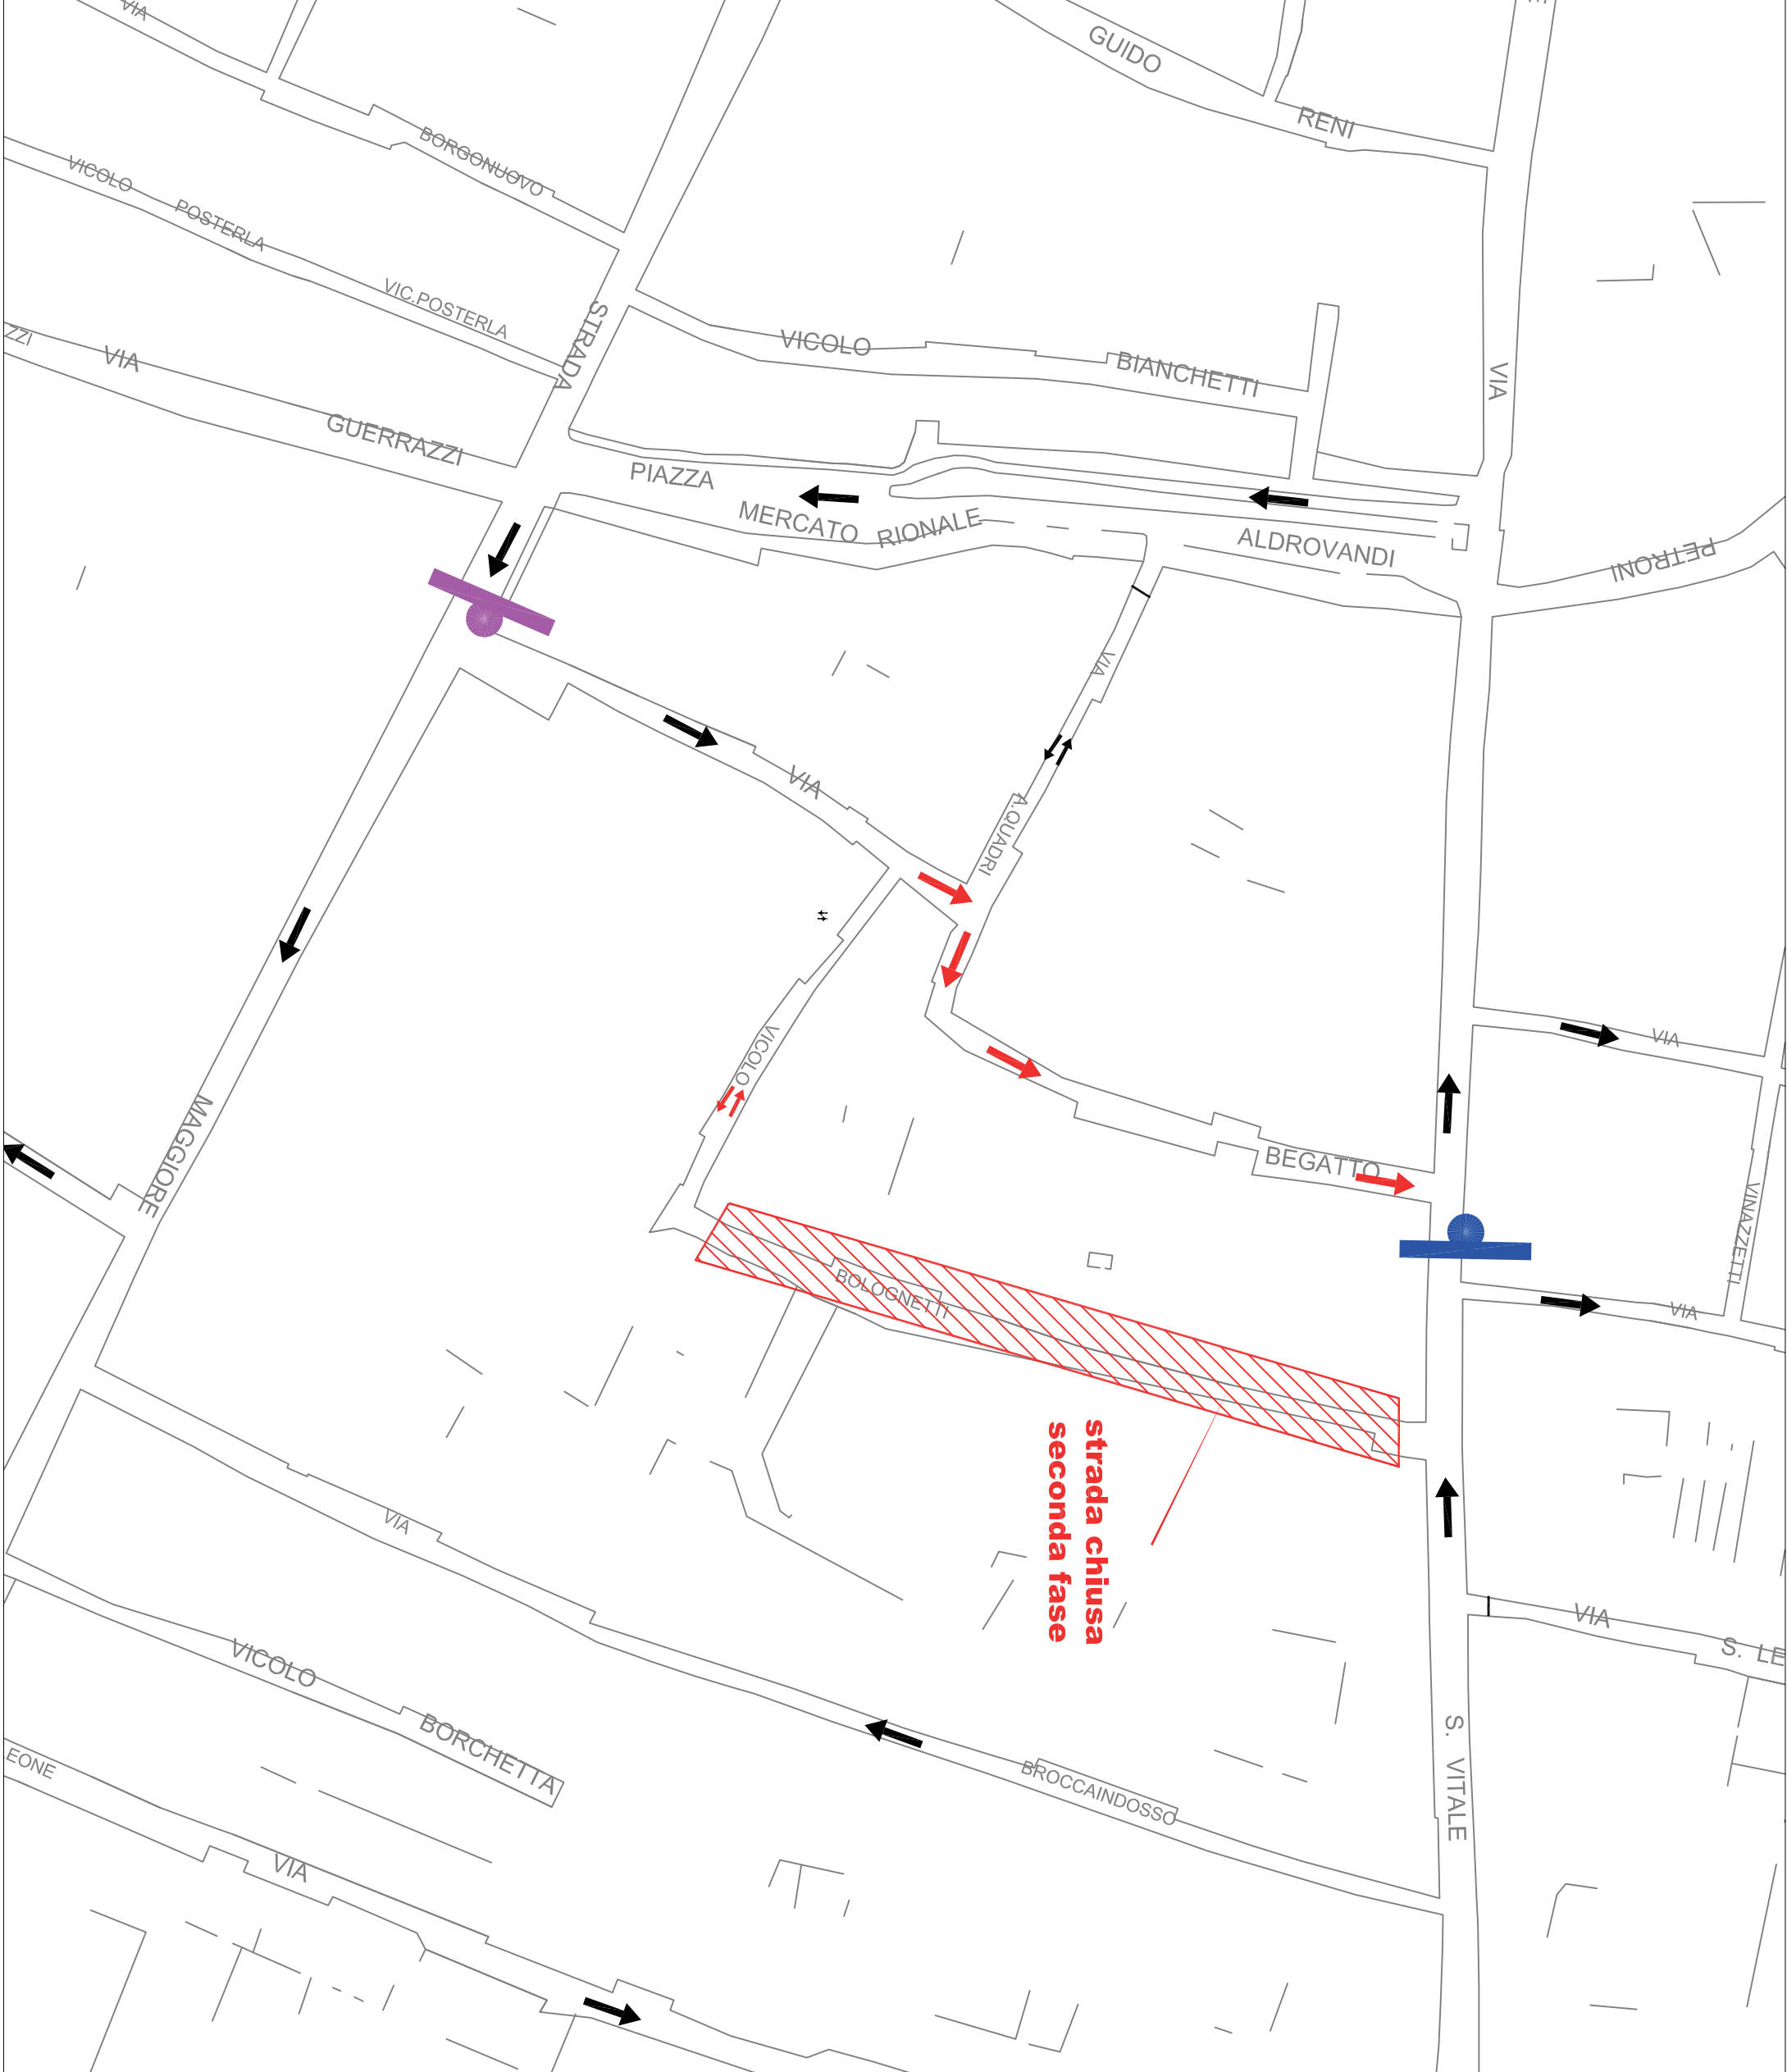 VIA
GUIDO
RENI
BORGONUOVO
VICOLO
POSTERLA
VIC.POSTERLA
STRADA
ZZI
VIA
GUERRAZZI
VICOLO
BIANCHETTI
VIA
PIAZZA
MERCATO RIONALE
ALDROVANDI
PETRONI
VIA
VIA
A.QUADRI
VICOLO
VIA
MAGGIORE
BEGATTO
VINAZZETTI
BOLOGNETTI
VIA
strada chiusa
seconda fase
VIA
VIA
S. LE
VICOLO
BORCHETTA
S. VITALE
EONE
BROCCAINDOSSO
VIA